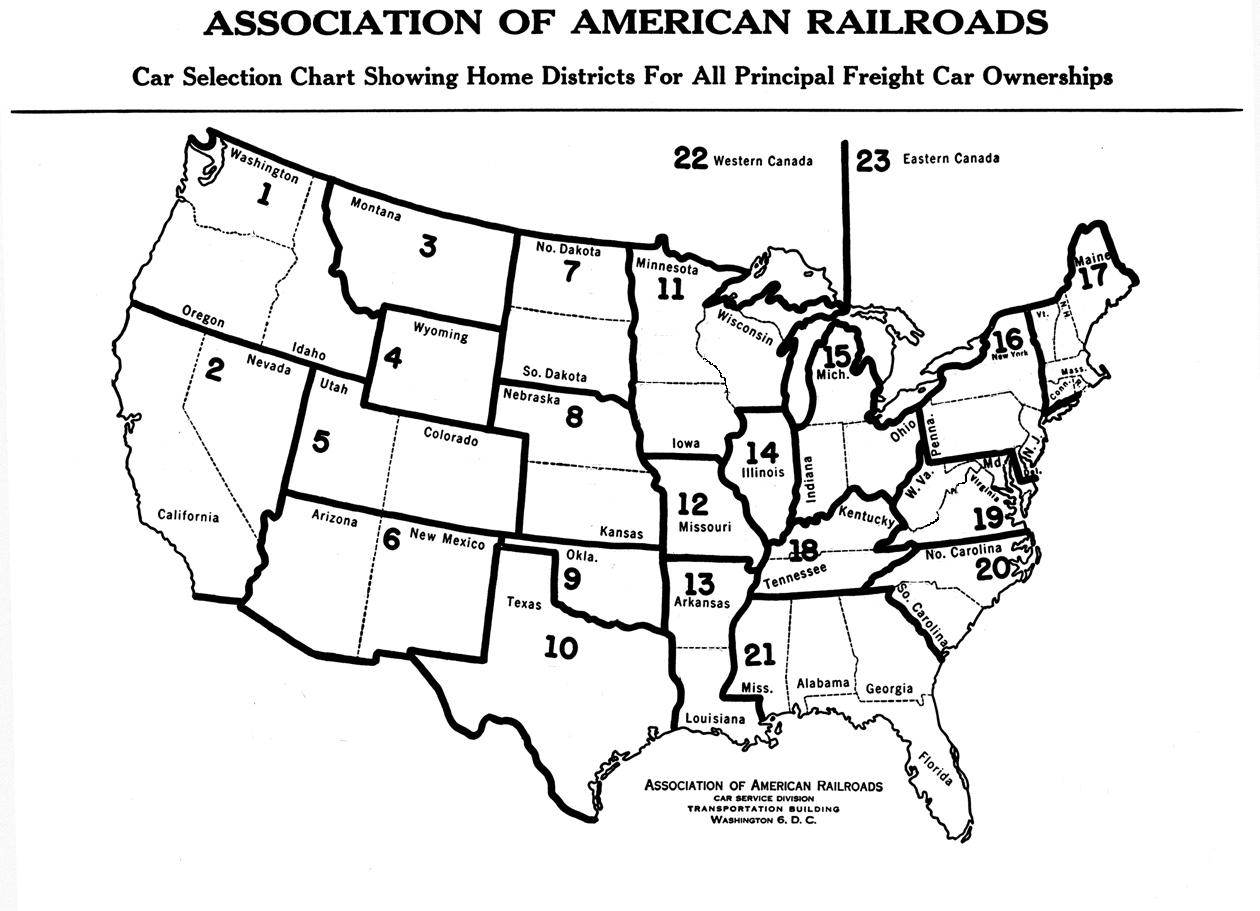 ASSOCIATION OF AMERICAN RAILROADS
Car Selection Chart Showing Home Districts For All Principal Freight Car Ownerships
22 Western Canada
23 Eastern Canada
Washington
1
Montana
3
No. Dakota
7
Minnesota
11
Maine
17
Oregon
Idaho
Wyoming
4
Wisconsin
15
Mich.
16
New York
Vt.
N.H.
Mass.
Conn.
R.I.
2
Nevada
Utah
So. Dakota
Nebraska
8
5
Colorado
Iowa
14
Illinois
Indiana
Ohio
Penna.
N.J.
Md.
Del.
W. Va.
Virginia
19
California
Arizona
6
New Mexico
Kansas
12
Missouri
Kentucky
18
Tennessee
No. Carolina
20
So. Carolina
Okla.
9
Texas
10
13
Arkansas
21
Miss.
Alabama
Georgia
Louisiana
Florida
ASSOCIATION OF AMERICAN RAILROADS
CAR SERVICE DIVISION
TRANSPORTATION BUILDING
WASHINGTON 6, D. C.